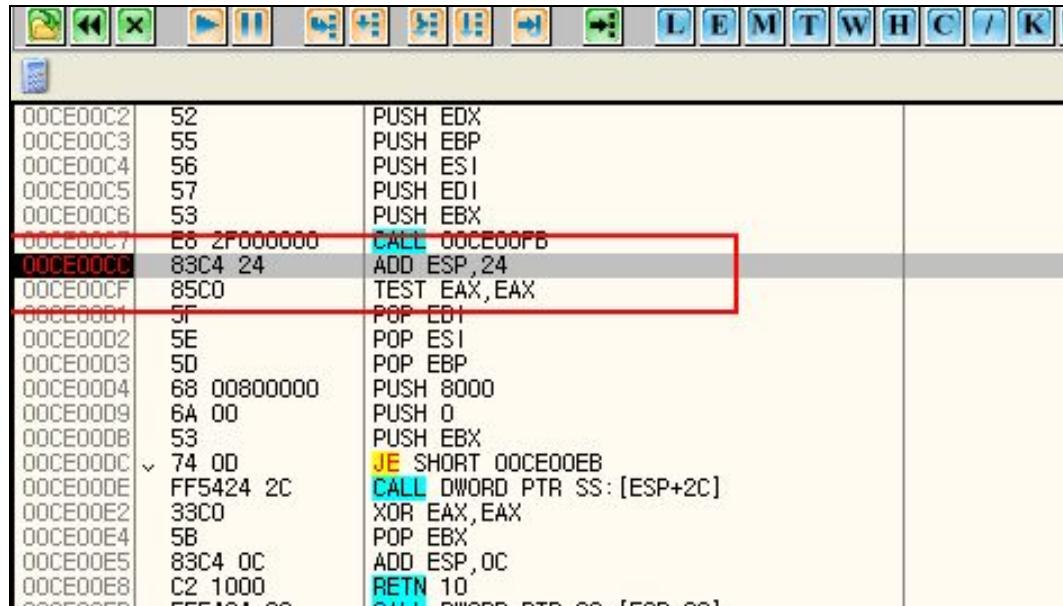 L E M T W H C / K
00CE00C2 52 PUSH EDX
00CE00C3 55 PUSH EBP
00CE00C4 56 PUSH ESI
00CE00C5 57 PUSH EDI
00CE00C6 53 PUSH EBX
00CE00C7 E8 2F000000 CALL 00CE00FB
00CE00CC 83C4 24 ADD ESP,24
00CE00CF 85C0 TEST EAX,EAX
00CE00D1 5F POP EDI
00CE00D2 5E POP ESI
00CE00D3 5D POP EBP
00CE00D4 68 00800000 PUSH 8000
00CE00D9 6A 00 PUSH 0
00CE00DB 53 PUSH EBX
00CE00DC 74 0D JE SHORT 00CE00EB
00CE00DE FF5424 2C CALL DWORD PTR SS:[ESP+2C]
00CE00E2 33C0 XOR EAX,EAX
00CE00E4 5B POP EBX
00CE00E5 83C4 0C ADD ESP,0C
00CE00E8 C2 1000 RETN 10